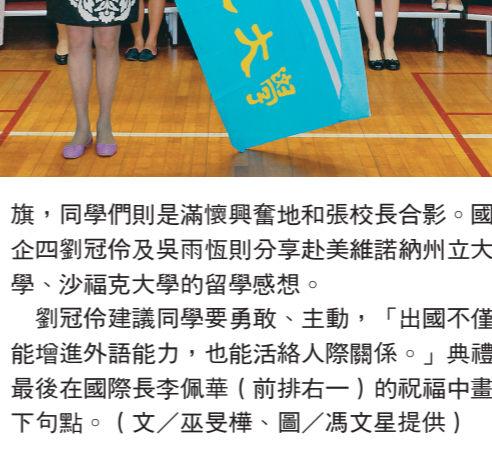 大學
旗，同學們則是滿懷興奮地和張校長合影。國
企四劉冠伶及吳雨恆則分享赴美維諾納州立大
學、沙福克大學的留學感想。
劉冠伶建議同學要勇敢、主動，「出國不僅
能增進外語能力，也能活絡人際關係。」典禮
最後在國際長李佩華（前排右一）的祝福中畫
下句點。（文／巫旻樺、圖／馮文星提供）